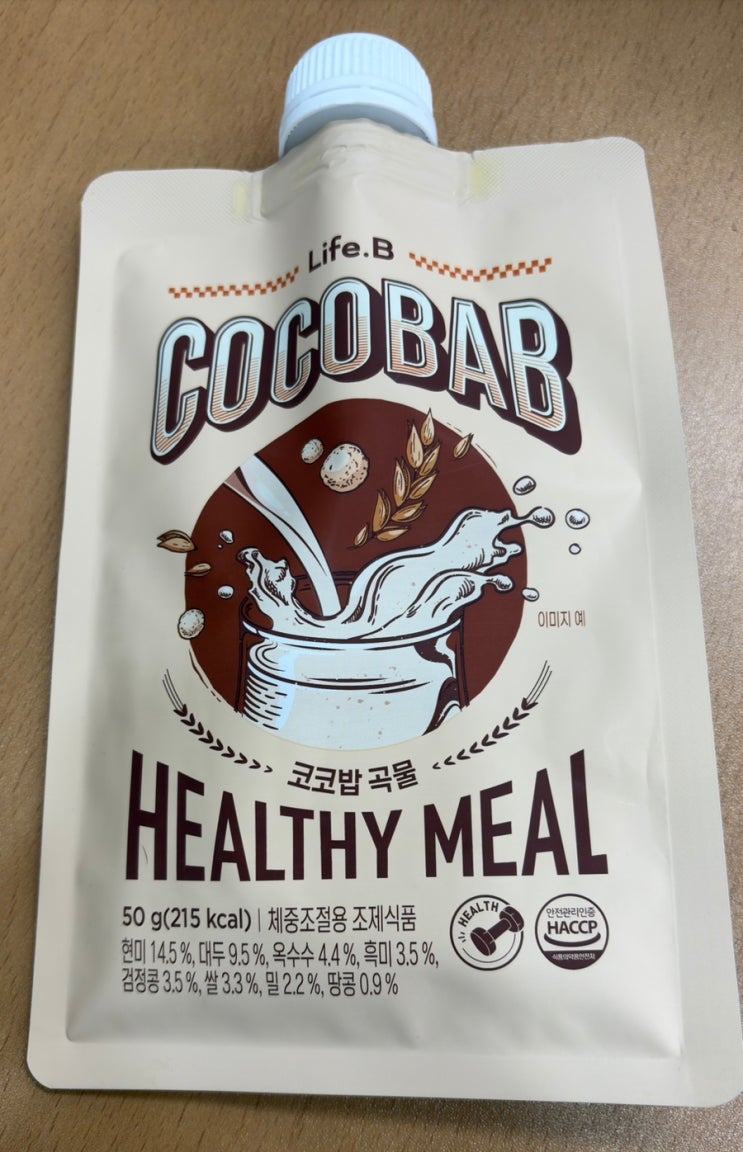 Life.B
COCOBAB
이미지 예
코코밥 곡물
HEALTHY MEAL
50 g(215 kcal) | 체중조절용 조제식품
현미 14.5 %, 대두 9.5 %, 옥수수 4.4 %, 흑미 3.5 %,
검정콩 3.5 %, 쌀 3.3 %, 밀 2.2 %, 땅콩 0.9 %
HEALTH
안전관리인증
HACCP
식품의약품안전처